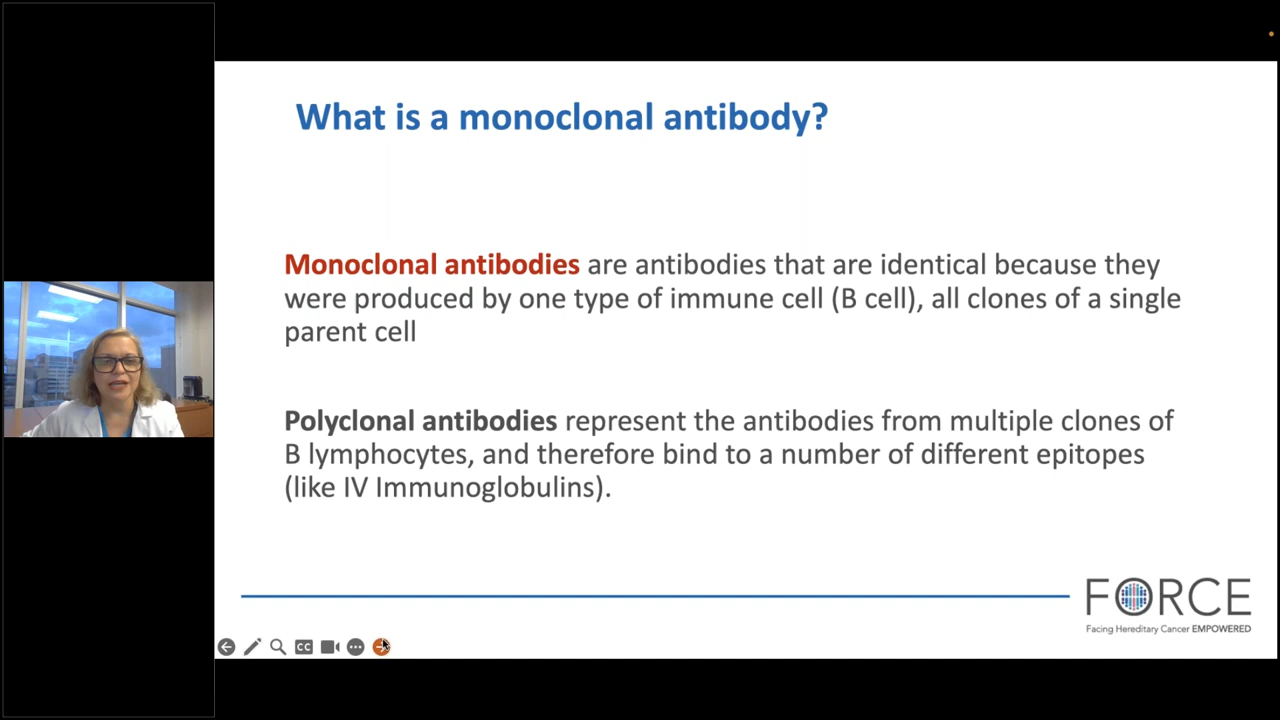 What is a monoclonal antibody?
Monoclonal antibodies are antibodies that are identical because they
were produced by one type of immune cell (B cell), all clones of a single
parent cell
Polyclonal antibodies represent the antibodies from multiple clones of
B lymphocytes, and therefore bind to a number of different epitopes
(like IV Immunoglobulins).
FORCE
Facing Hereditary Cancer EMPOWERED
CC